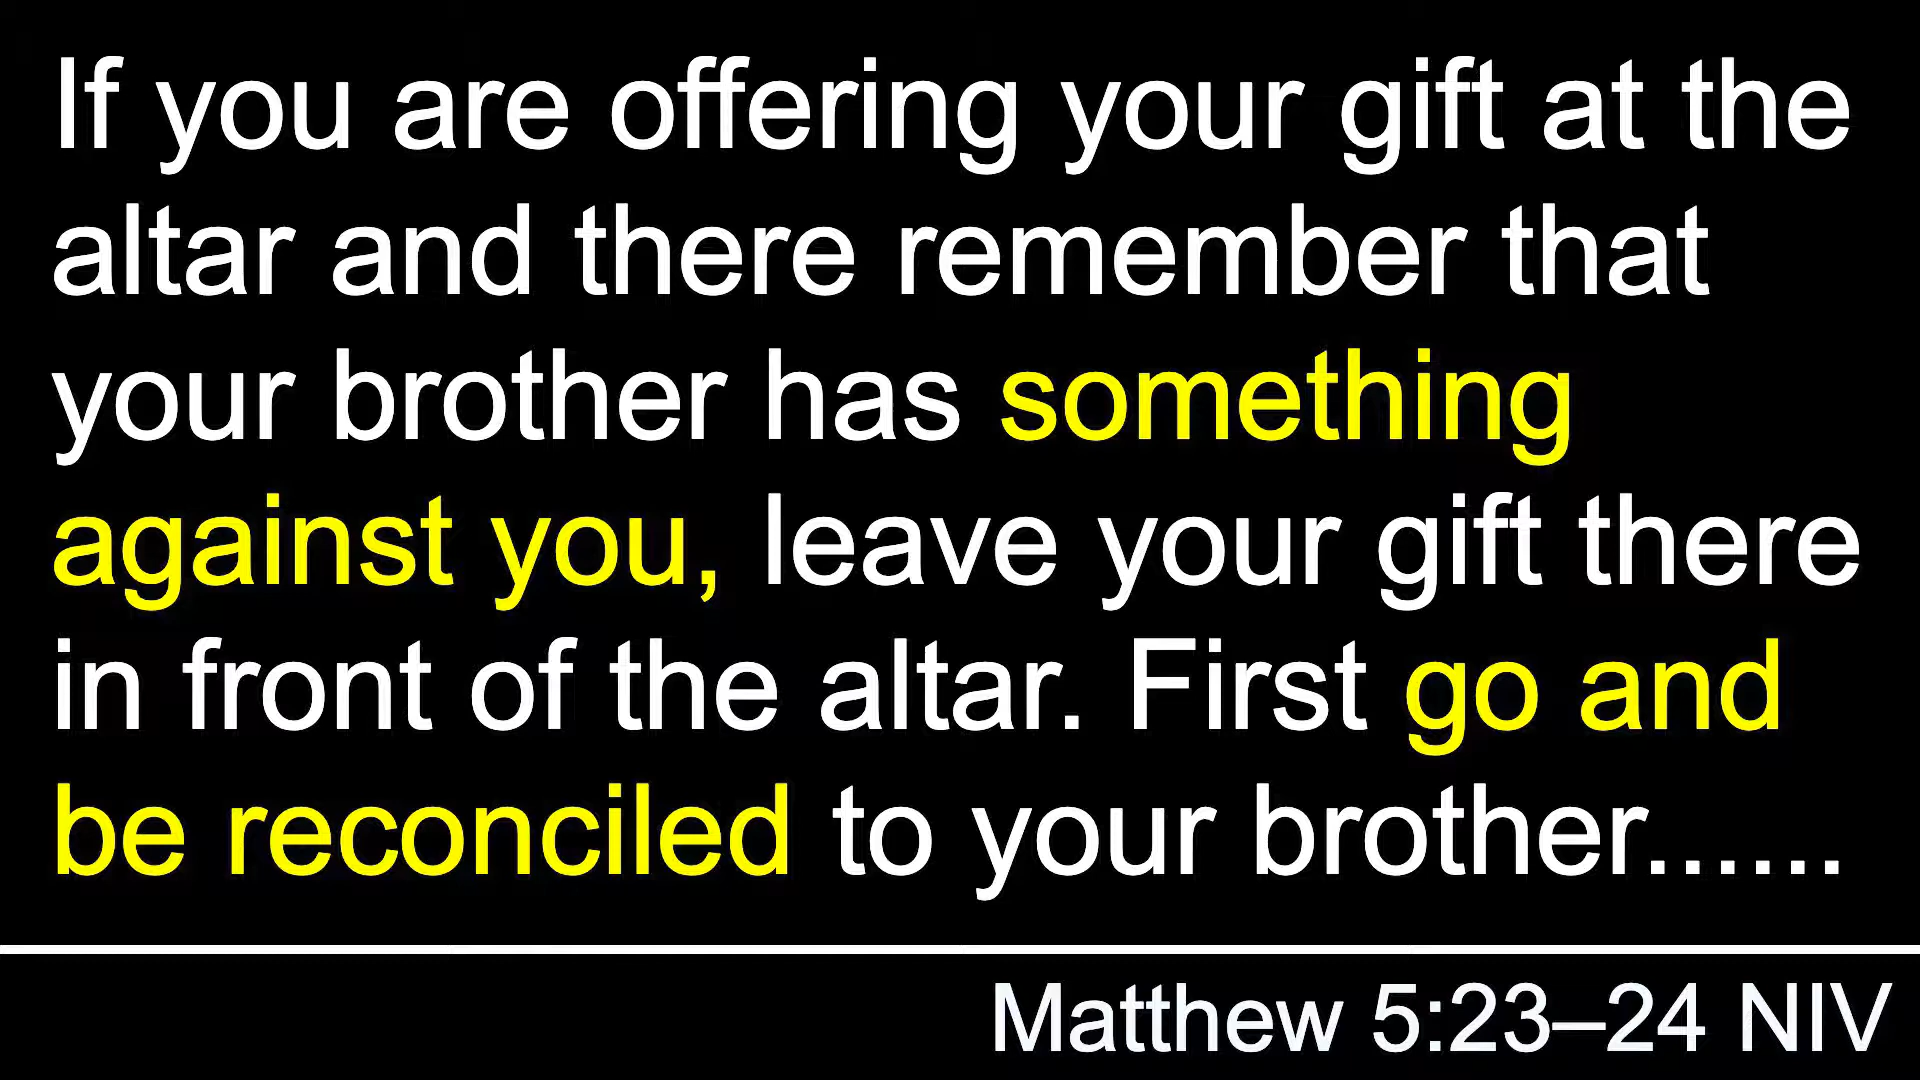 If you are offering your gift at the
altar and there remember that
your brother has something
against you, leave your gift there
in front of the altar. First go and
be reconciled to your brother......
Matthew 5:23–24 NIV